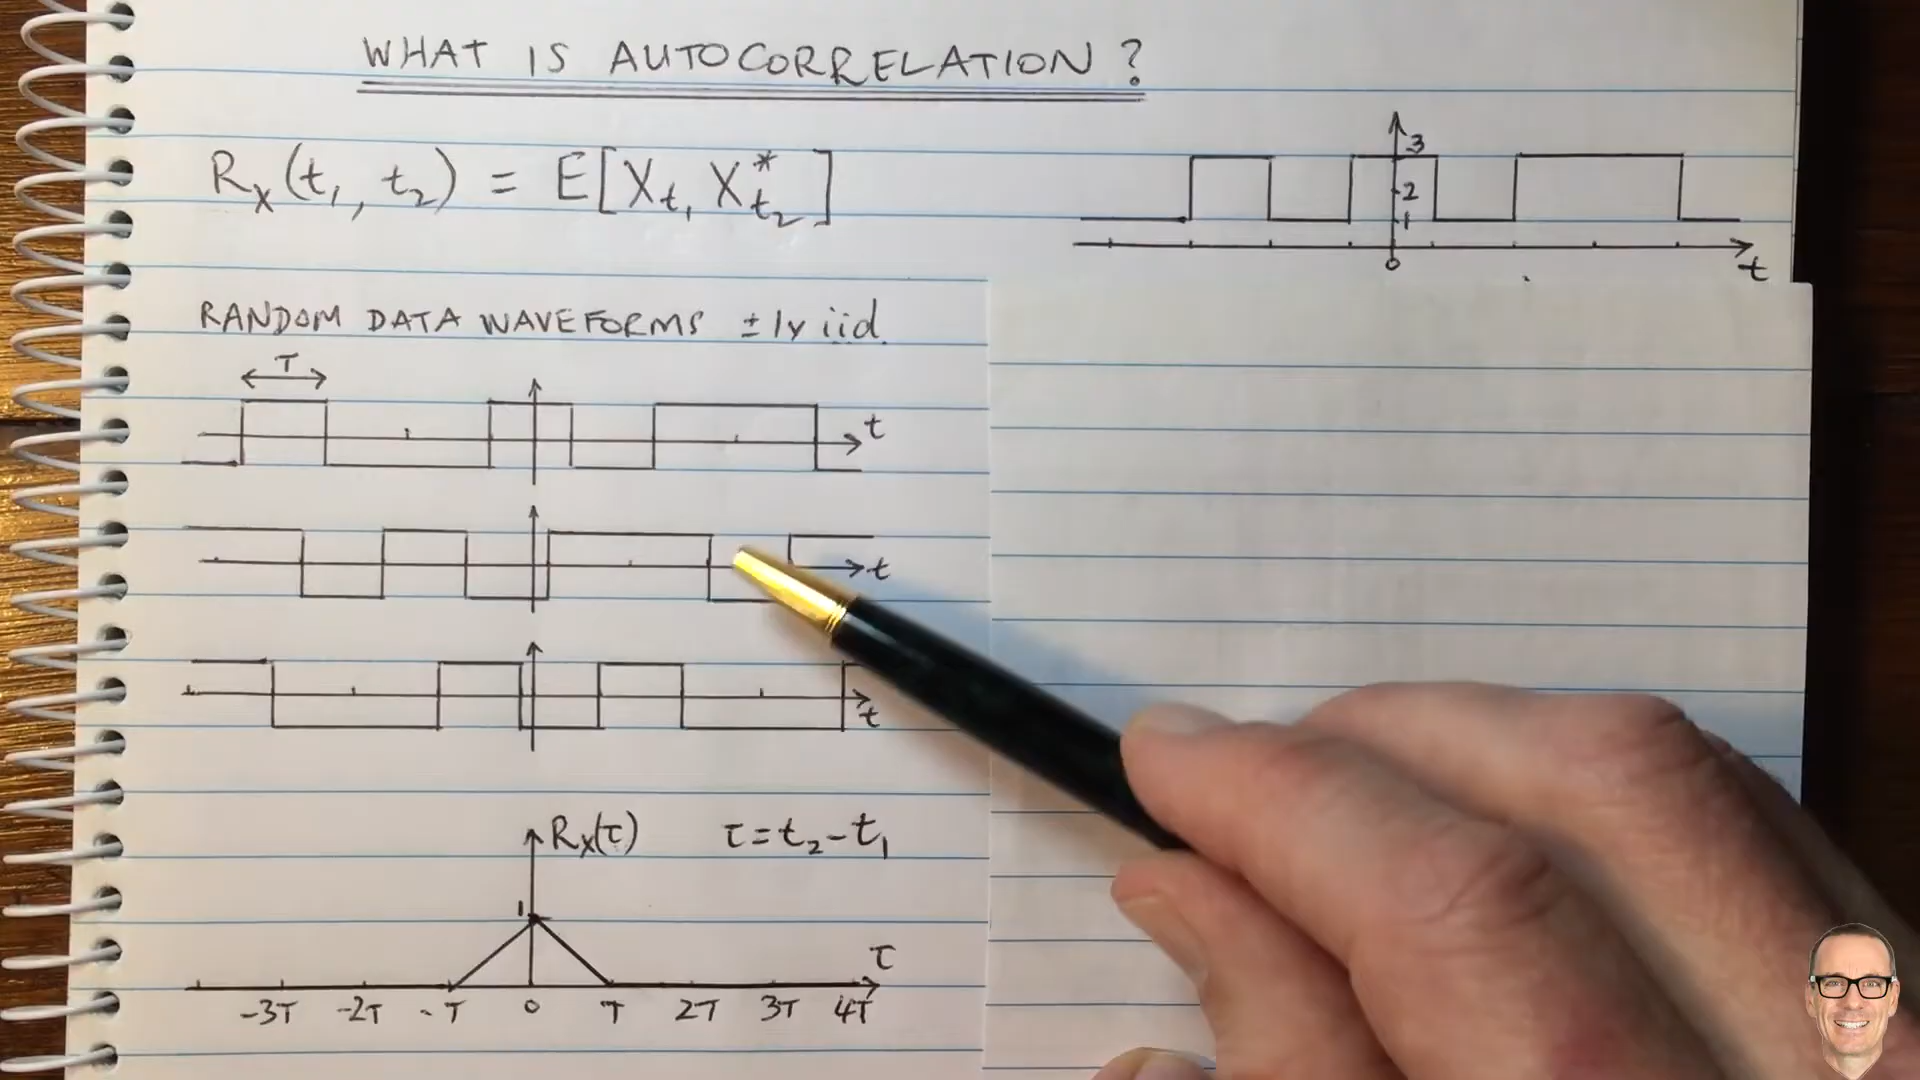 WHAT IS AUTOCORRELATION?
Rₓ(t₁, t₂) = E[Xt₁ X*t₂]
3
2
1
0
t
RANDOM DATA WAVEFORMS ±1v iid
T
t
t
t
Rₓ(τ) τ=t₂-t₁
1
τ
-3T -2T -T 0 T 2T 3T 4T